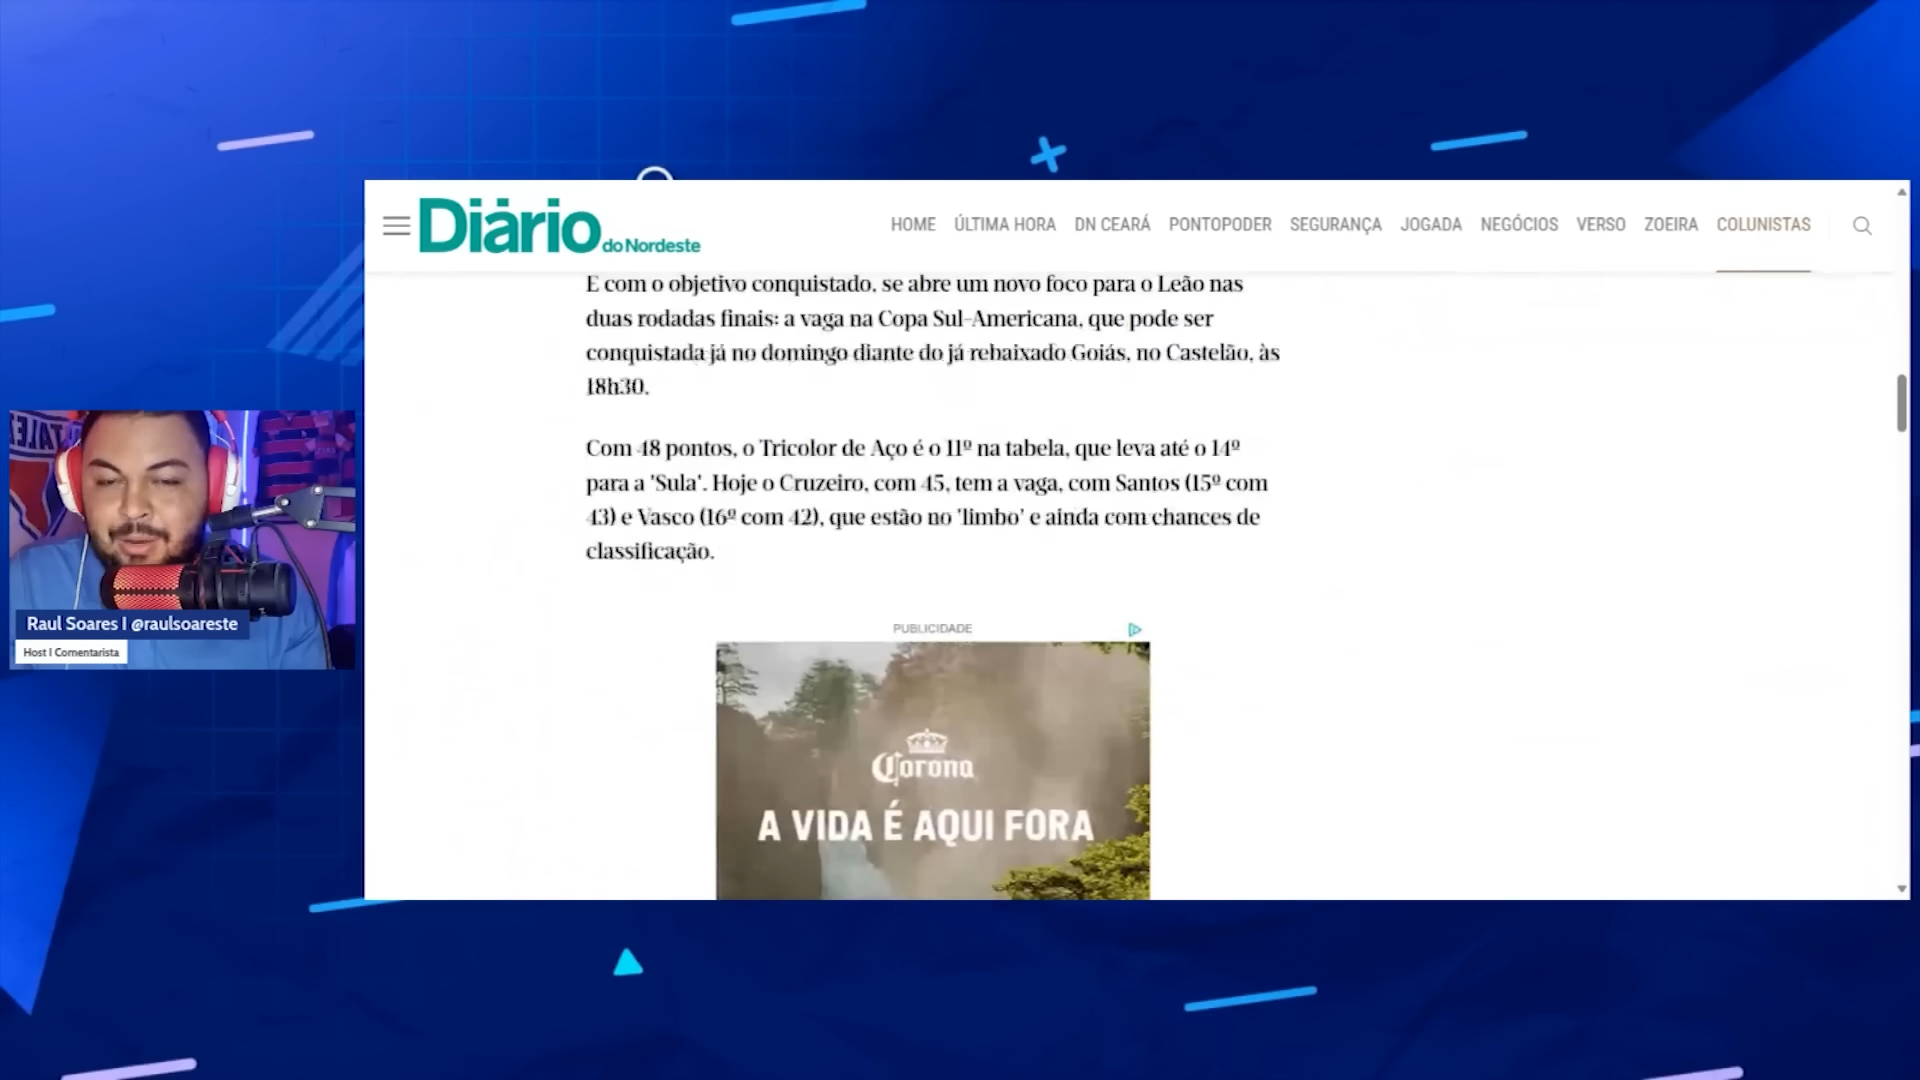 Diário
do Nordeste
HOME ÚLTIMA HORA DN CEARÁ PONTOPODER SEGURANÇA JOGADA NEGÓCIOS VERSO ZOEIRA COLUNISTAS
E com o objetivo conquistado, se abre um novo foco para o Leão nas
duas rodadas finais: a vaga na Copa Sul-Americana, que pode ser
conquistada já no domingo diante do já rebaixado Goiás, no Castelão, às
18h30.
Com 48 pontos, o Tricolor de Aço é o 11º na tabela, que leva até o 14º
para a 'Sula'. Hoje o Cruzeiro, com 45, tem a vaga, com Santos (15º com
43) e Vasco (16º com 42), que estão no 'limbo' e ainda com chances de
classificação.
PUBLICIDADE
Corona
A VIDA É AQUI FORA
Raul Soares I @raulsoareste
Host I Comentarista